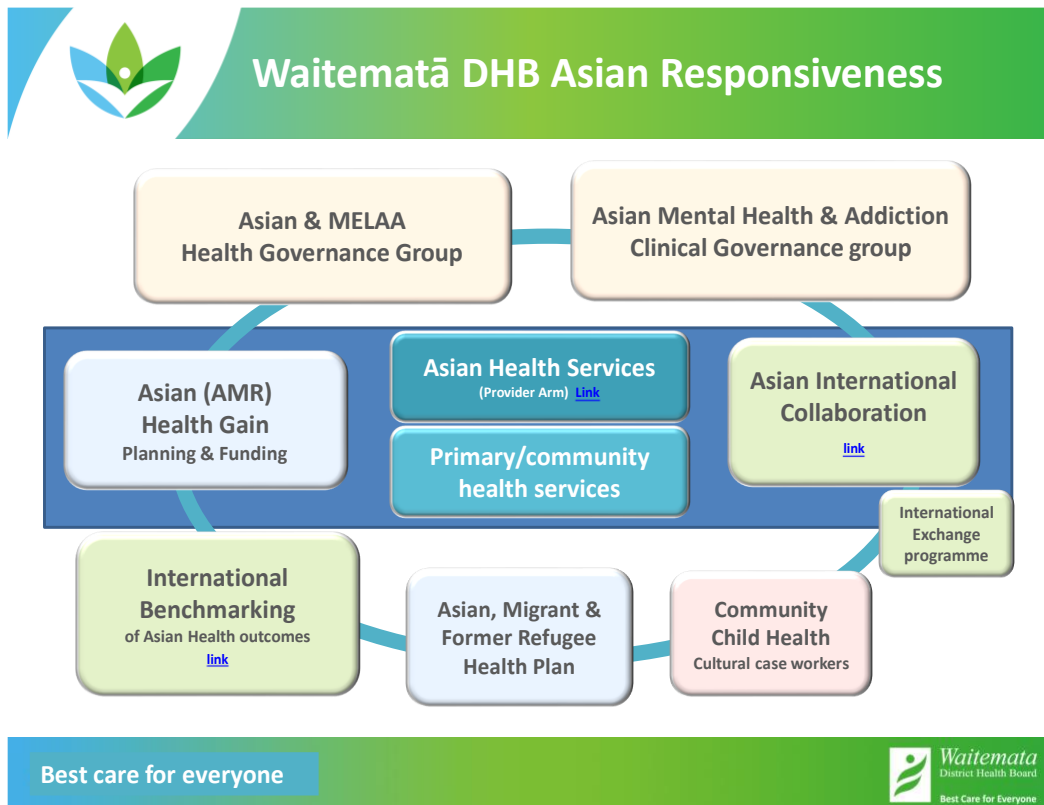 Waitematā DHB Asian Responsiveness
Asian & MELAA
Health Governance Group
Asian Mental Health & Addiction
Clinical Governance group
Asian (AMR)
Health Gain
Planning & Funding
Asian Health Services
(Provider Arm) Link
Primary/community
health services
Asian International
Collaboration
link
International
Exchange
programme
International
Benchmarking
of Asian Health outcomes
link
Asian, Migrant &
Former Refugee
Health Plan
Community
Child Health
Cultural case workers
Best care for everyone
Waitemata
District Health Board
Best Care for Everyone